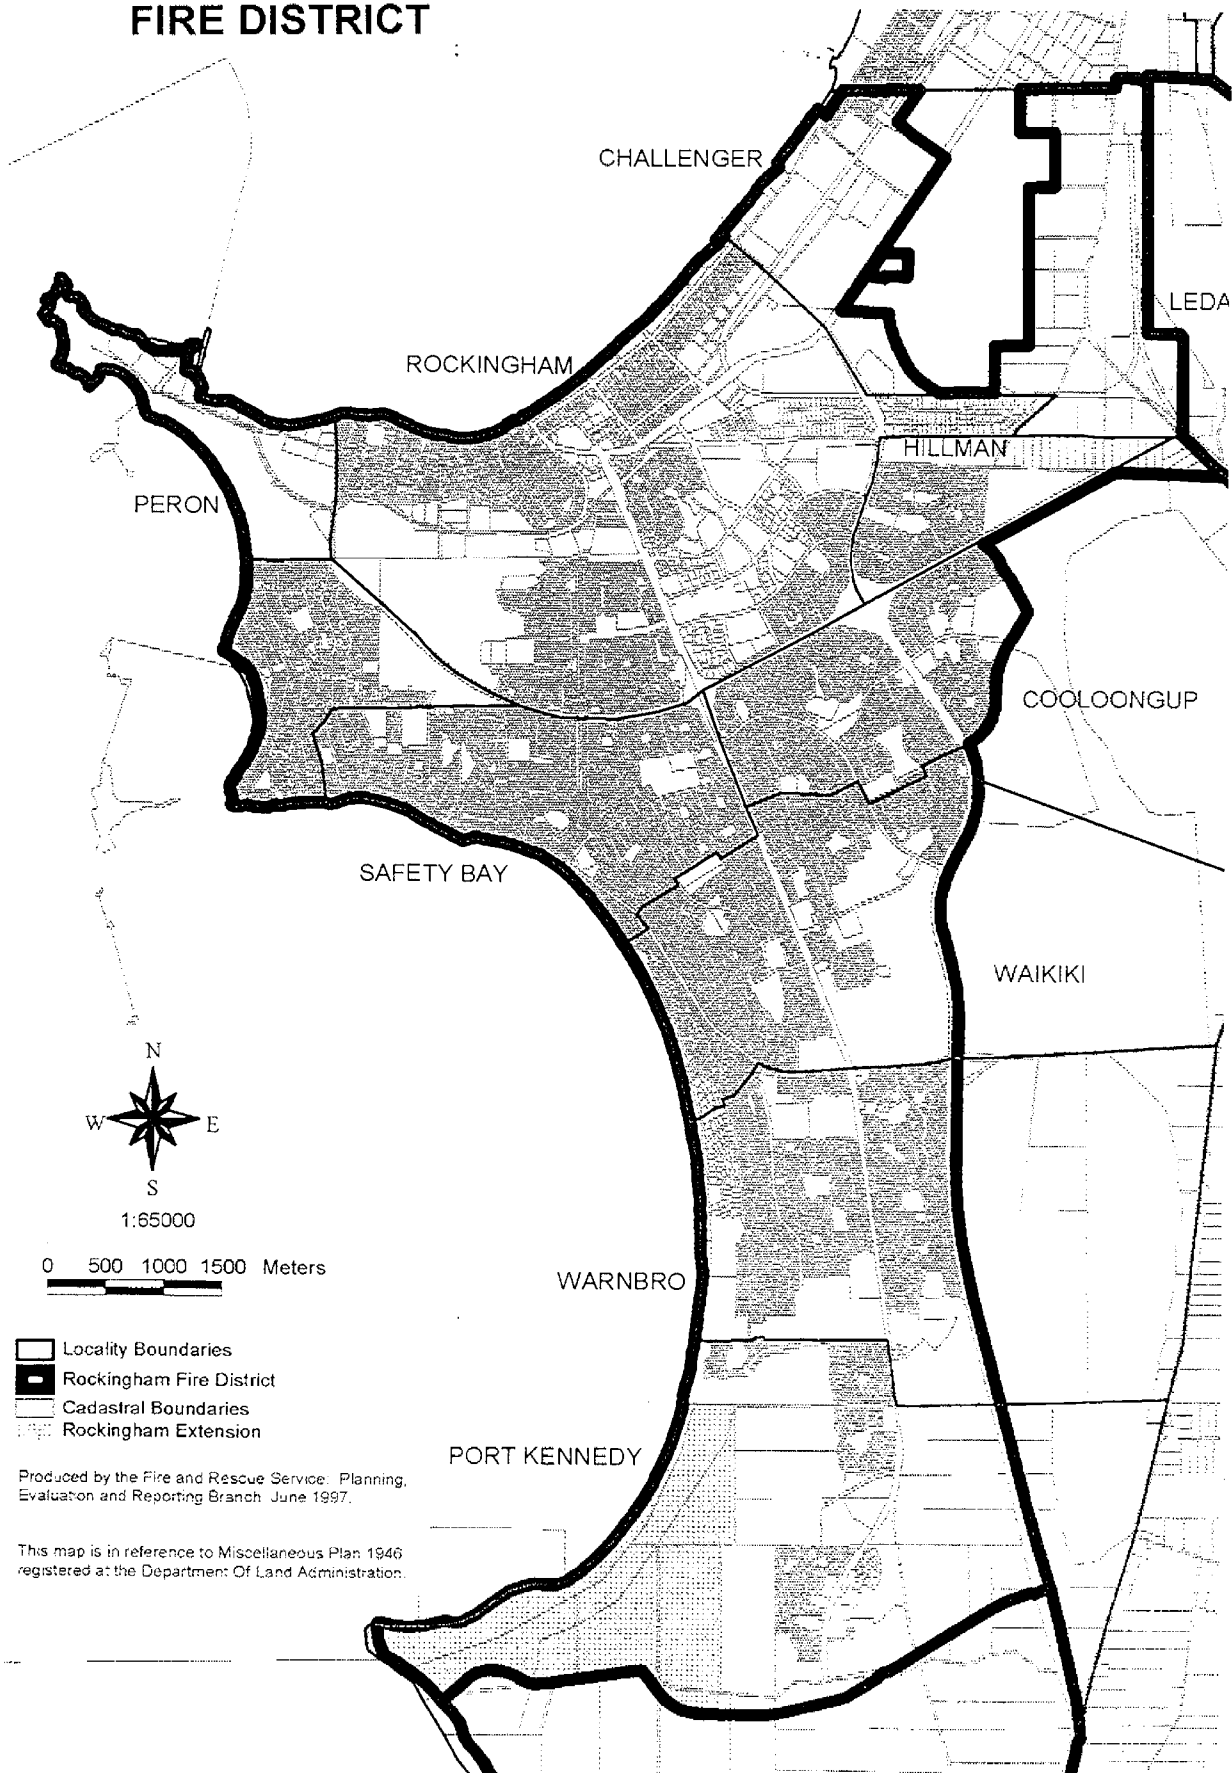 FIRE DISTRICT
CHALLENGER
LEDA
ROCKINGHAM
HILLMAN
PERON
COOLOONGUP
SAFETY BAY
WAIKIKI
N
W E
S
1:65000
0 500 1000 1500 Meters
WARNBRO
Locality Boundaries
Rockingham Fire District
Cadastral Boundaries
Rockingham Extension
PORT KENNEDY
Produced by the Fire and Rescue Service: Planning,
Evaluation and Reporting Branch June 1997.
This map is in reference to Miscellaneous Plan 1946
registered at the Department Of Land Administration.